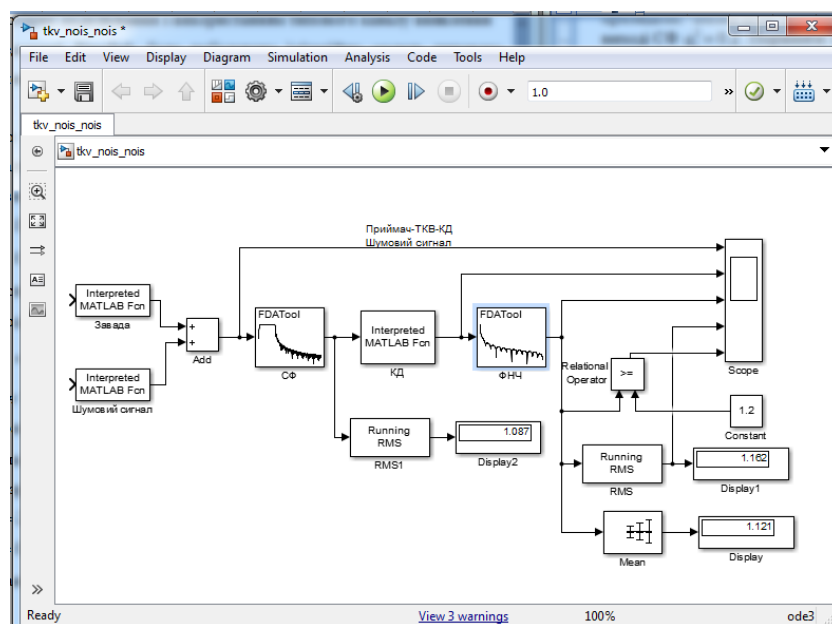 tkv_nois_nois *
File Edit View Display Diagram Simulation Analysis Code Tools Help
1.0
»
tkv_nois_nois
tkv_nois_nois
Приймач-ТКВ-КД
Шумовий сигнал
Interpreted
MATLAB Fcn
Завада
Interpreted
MATLAB Fcn
Шумовий сигнал
+
+
Add
FDATool
СФ
Interpreted
MATLAB Fcn
КД
FDATool
ФНЧ
Scope
Relational
Operator
>=
1.2
Constant
Running
RMS
RMS1
1.087
Display2
Running
RMS
RMS
1.162
Display1
Mean
1.121
Display
»
Ready View 3 warnings 100% ode3